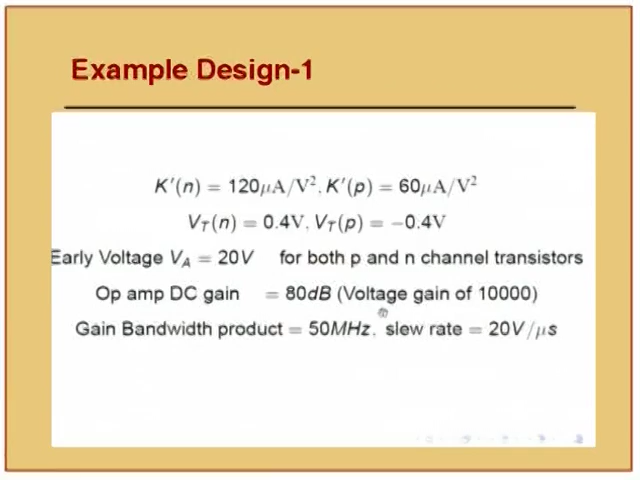 Example Design-1
K′(n) = 120μA/V², K′(p) = 60μA/V²
V_T(n) = 0.4V, V_T(p) = −0.4V
Early Voltage V_A = 20V for both p and n channel transistors
Op amp DC gain = 80dB (Voltage gain of 10000)
Gain Bandwidth product = 50MHz, slew rate = 20V/μs